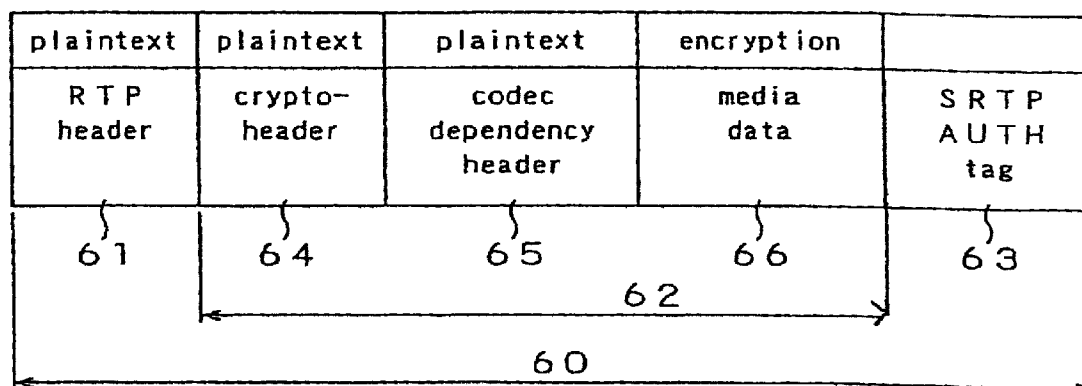 plaintext plaintext plaintext encryption
RTP header
crypto-header
codec dependency header
media data
SRTP AUTH tag
61 64 65 66 63
62
60